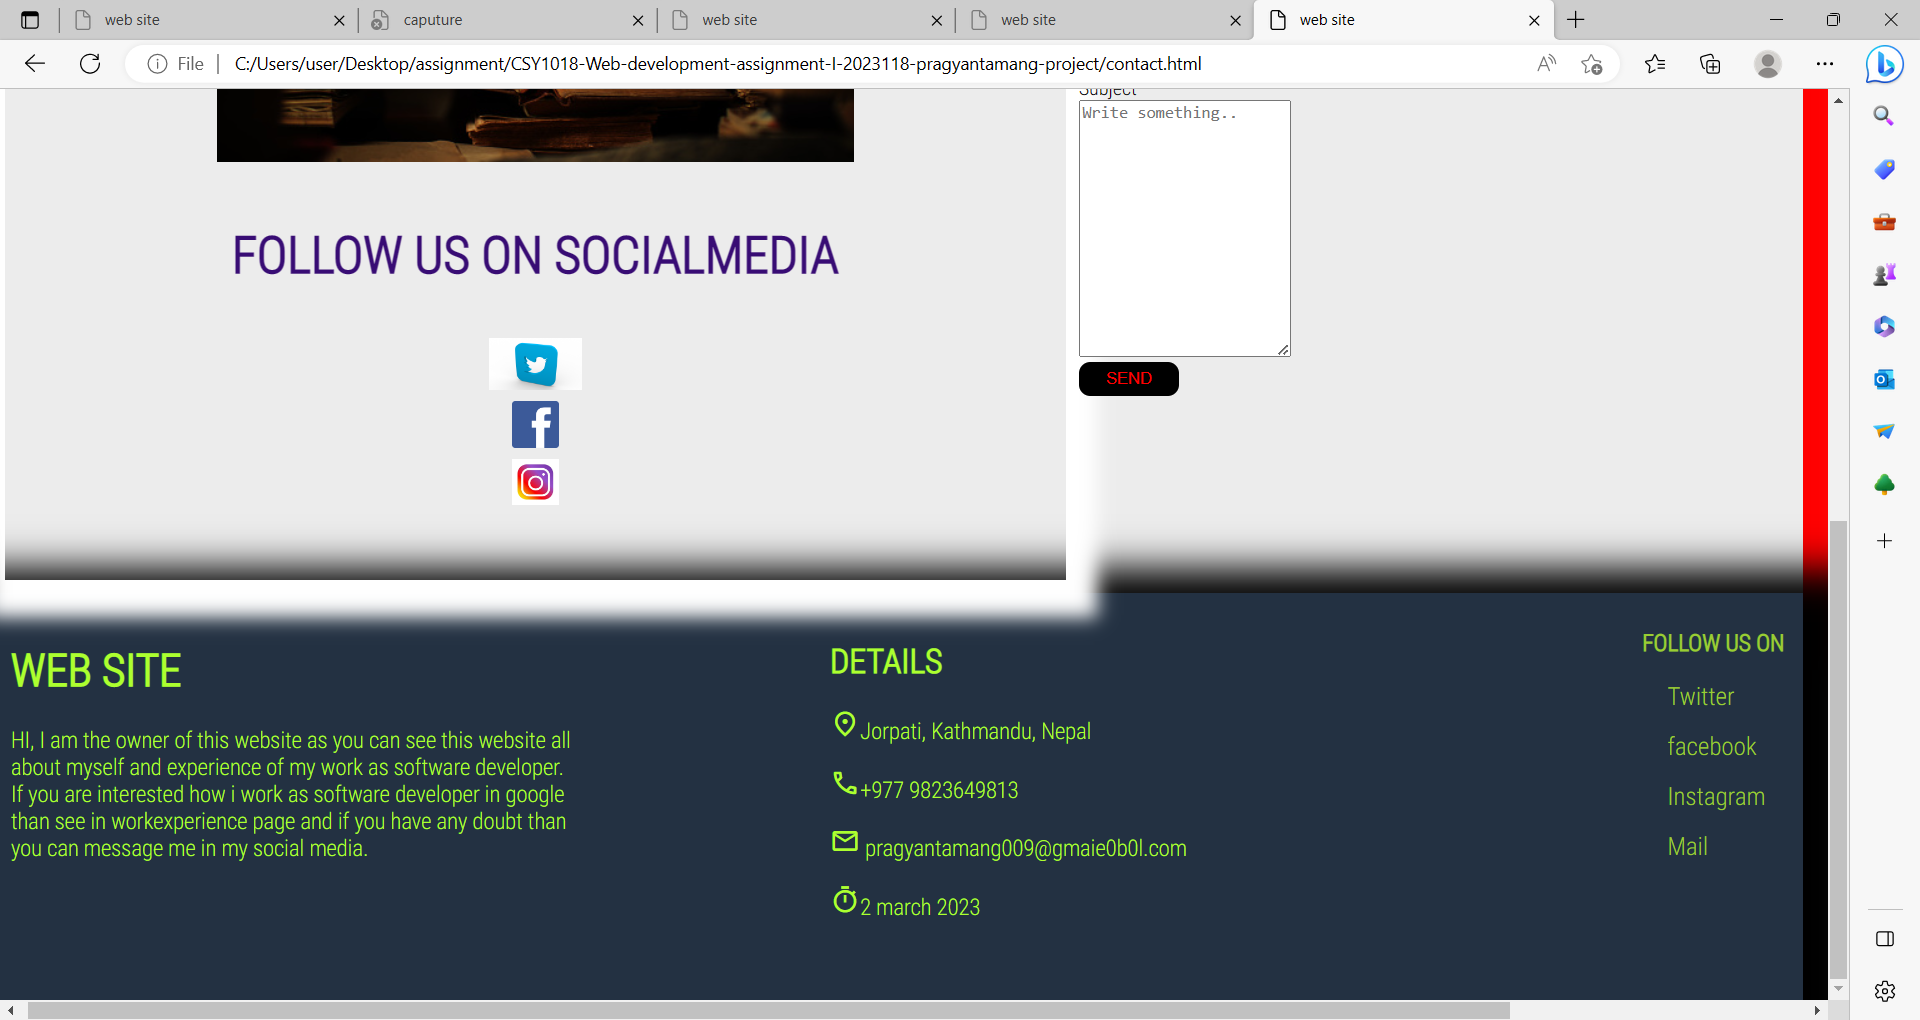 web site
caputure
web site
web site
web site
File
C:/Users/user/Desktop/assignment/CSY1018-Web-development-assignment-I-2023118-pragyantamang-project/contact.html
Subject
Write something..
FOLLOW US ON SOCIALMEDIA
SEND
WEB SITE
HI, I am the owner of this website as you can see this website all
about myself and experience of my work as software developer.
If you are interested how i work as software developer in google
than see in workexperience page and if you have any doubt than
you can message me in my social media.
DETAILS
Jorpati, Kathmandu, Nepal
+977 9823649813
pragyantamang009@gmaie0b0l.com
2 march 2023
FOLLOW US ON
Twitter
facebook
Instagram
Mail